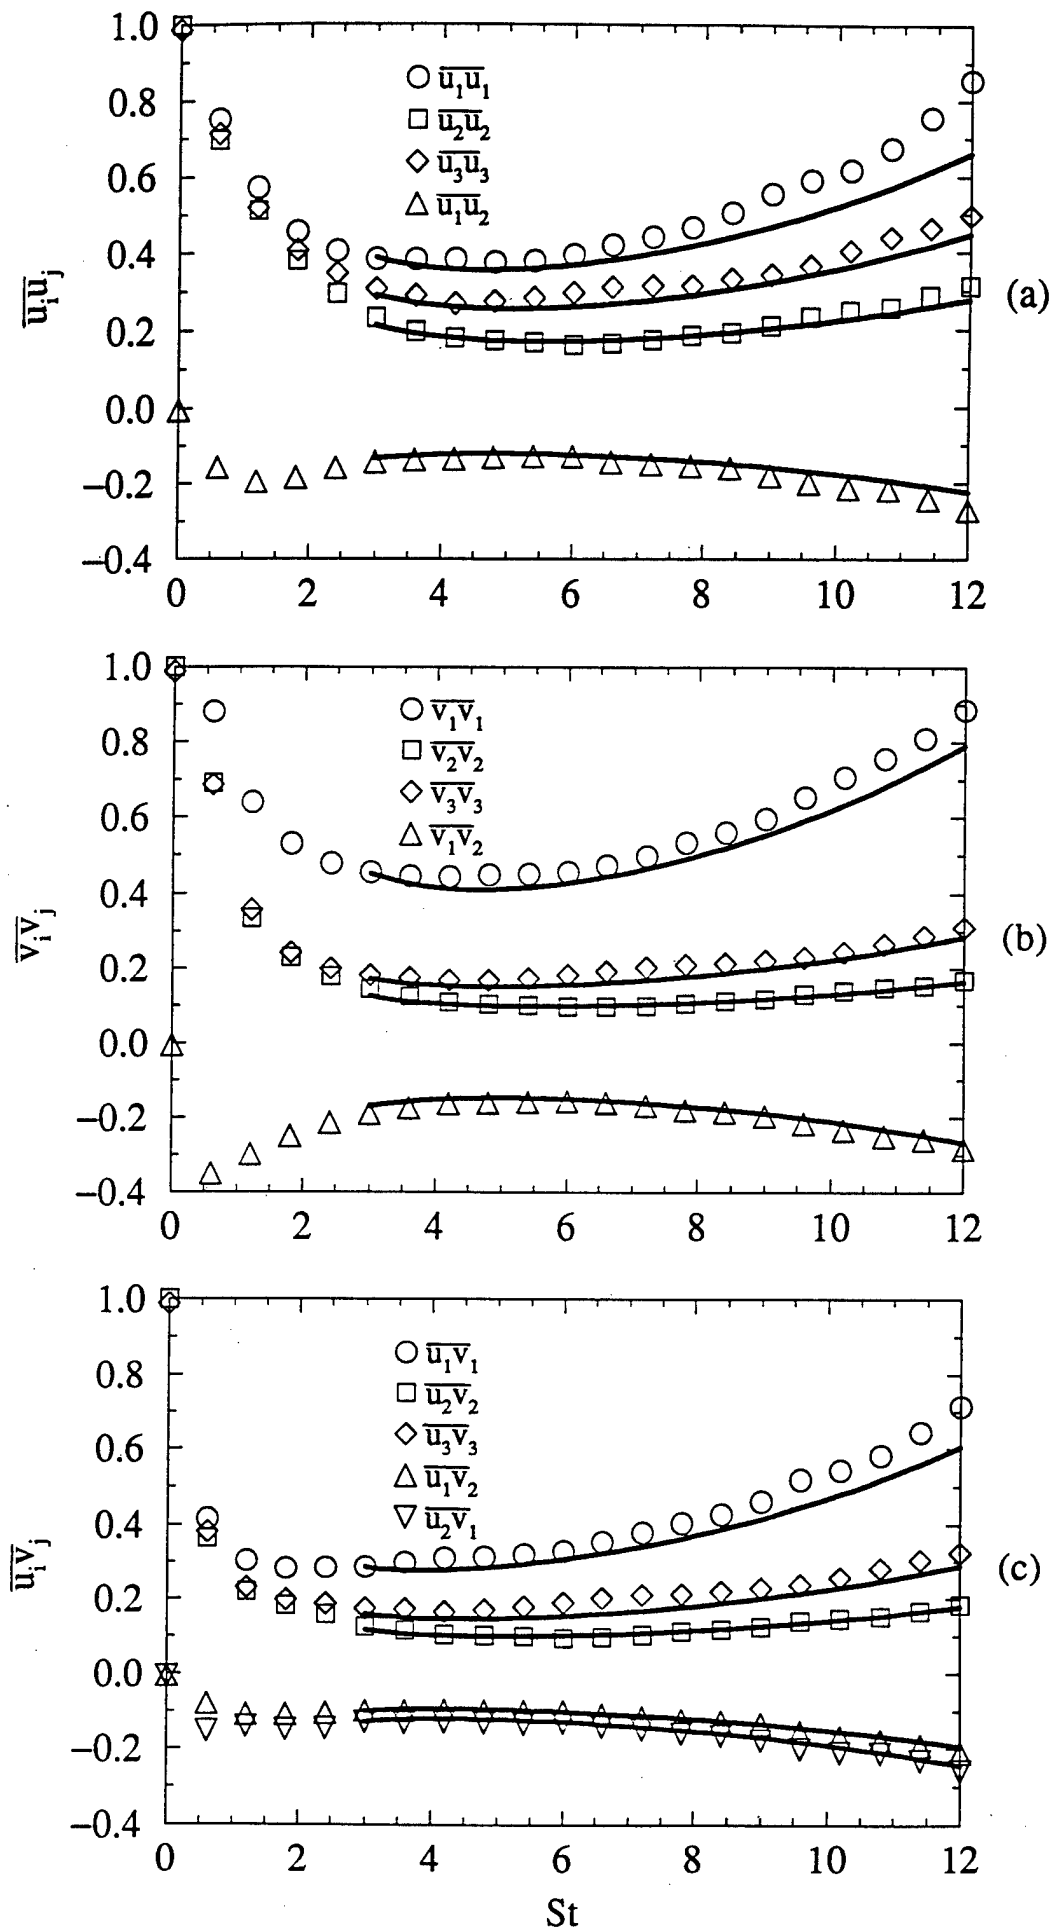 1.0
0.8
0.6
0.4
0.2
0.0
−0.2
−0.4
u̅ᵢu̅ⱼ
○ u̅₁u̅₁
□ u̅₂u̅₂
◇ u̅₃u̅₃
△ u̅₁u̅₂
(a)
0 2 4 6 8 10 12
1.0
0.8
0.6
0.4
0.2
0.0
−0.2
−0.4
v̅ᵢv̅ⱼ
○ v̅₁v̅₁
□ v̅₂v̅₂
◇ v̅₃v̅₃
△ v̅₁v̅₂
(b)
0 2 4 6 8 10 12
1.0
0.8
0.6
0.4
0.2
0.0
−0.2
−0.4
u̅ᵢv̅ⱼ
○ u̅₁v̅₁
□ u̅₂v̅₂
◇ u̅₃v̅₃
△ u̅₁v̅₂
▽ u̅₂v̅₁
(c)
0 2 4 6 8 10 12
St